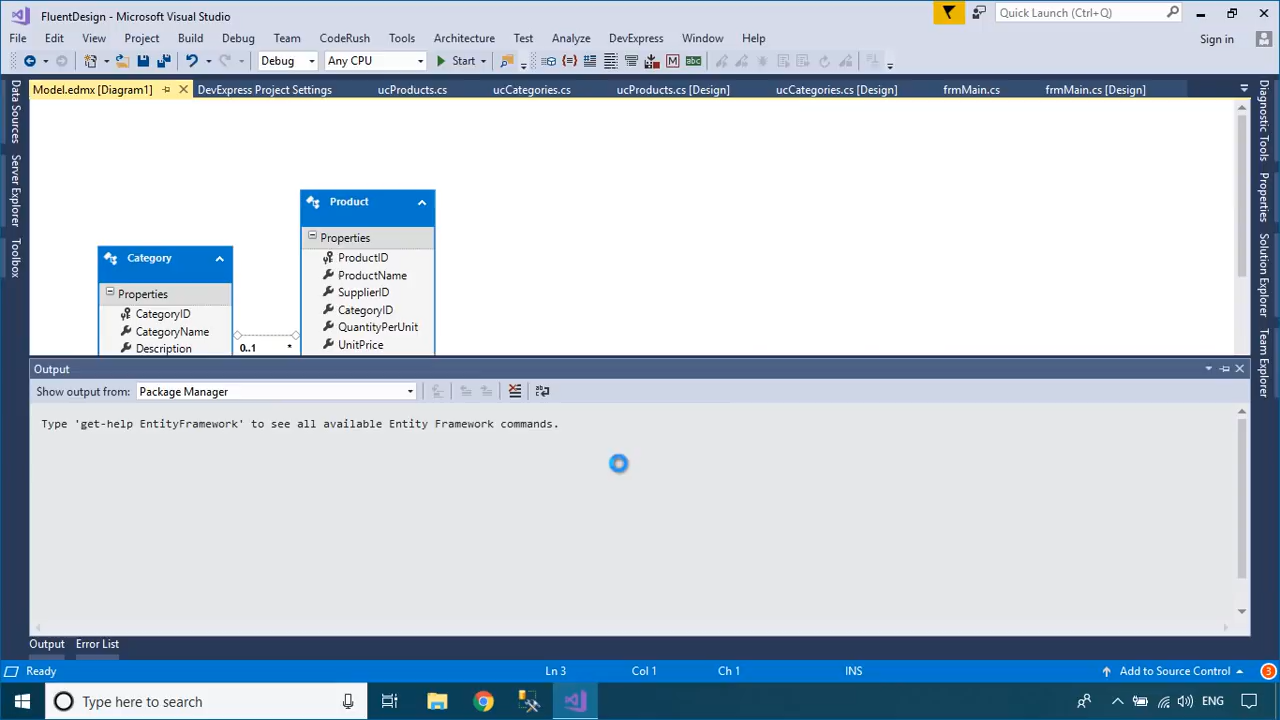 FluentDesign - Microsoft Visual Studio
Quick Launch (Ctrl+Q)
File Edit View Project Build Debug Team CodeRush Tools Architecture Test Analyze DevExpress Window Help
Sign in
Debug Any CPU Start
Model.edmx [Diagram1] DevExpress Project Settings ucProducts.cs ucCategories.cs ucProducts.cs [Design] ucCategories.cs [Design] frmMain.cs frmMain.cs [Design]
Data Sources
Server Explorer
Toolbox
Product
Properties
ProductID
ProductName
SupplierID
CategoryID
QuantityPerUnit
UnitPrice
Category
Properties
CategoryID
CategoryName
Description
0..1 *
Diagnostic Tools
Properties
Solution Explorer
Team Explorer
Output
Show output from: Package Manager
Type 'get-help EntityFramework' to see all available Entity Framework commands.
Output Error List
Ready Ln 3 Col 1 Ch 1 INS Add to Source Control 3
Type here to search
ENG